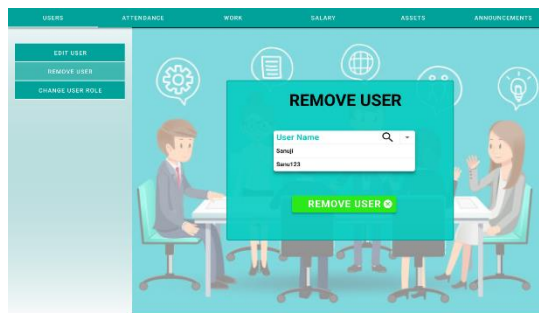 USERS ATTENDANCE WORK SALARY ASSETS ANNOUNCEMENTS
EDIT USER
REMOVE USER
CHANGE USER ROLE
REMOVE USER
User Name
Sanuji
Sanu123
REMOVE USER